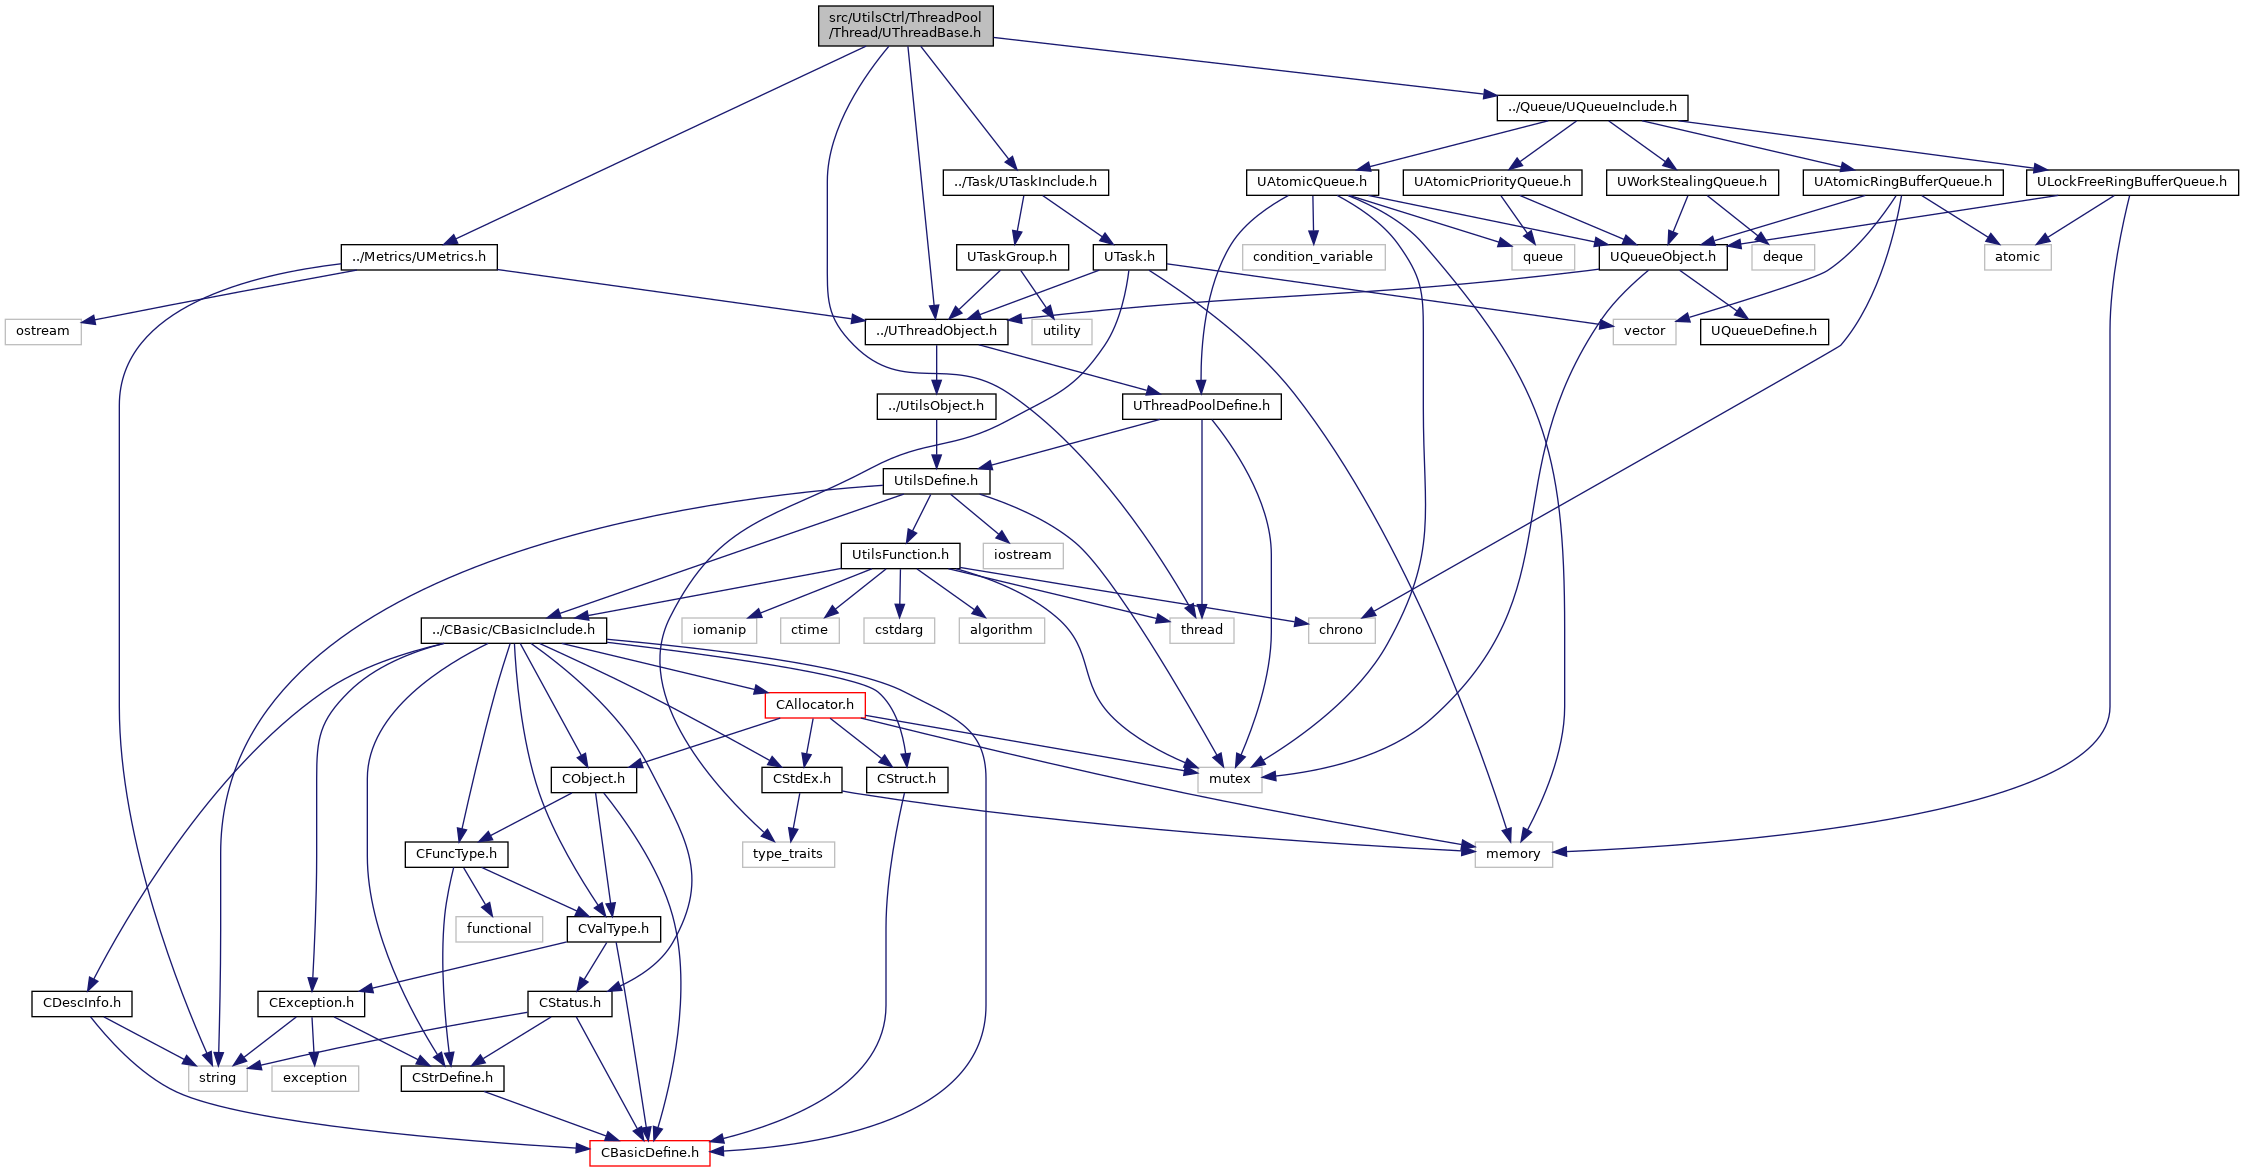 src/UtilsCtrl/ThreadPool
/Thread/UThreadBase.h
../Queue/UQueueInclude.h
../Task/UTaskInclude.h
UAtomicQueue.h
UAtomicPriorityQueue.h
UWorkStealingQueue.h
UAtomicRingBufferQueue.h
ULockFreeRingBufferQueue.h
../Metrics/UMetrics.h
UTaskGroup.h
UTask.h
condition_variable
queue
UQueueObject.h
deque
atomic
ostream
../UThreadObject.h
utility
vector
UQueueDefine.h
../UtilsObject.h
UThreadPoolDefine.h
UtilsDefine.h
UtilsFunction.h
iostream
../CBasic/CBasicInclude.h
iomanip
ctime
cstdarg
algorithm
thread
chrono
CAllocator.h
CObject.h
CStdEx.h
CStruct.h
mutex
CFuncType.h
type_traits
memory
functional
CValType.h
CDescInfo.h
CException.h
CStatus.h
string
exception
CStrDefine.h
CBasicDefine.h